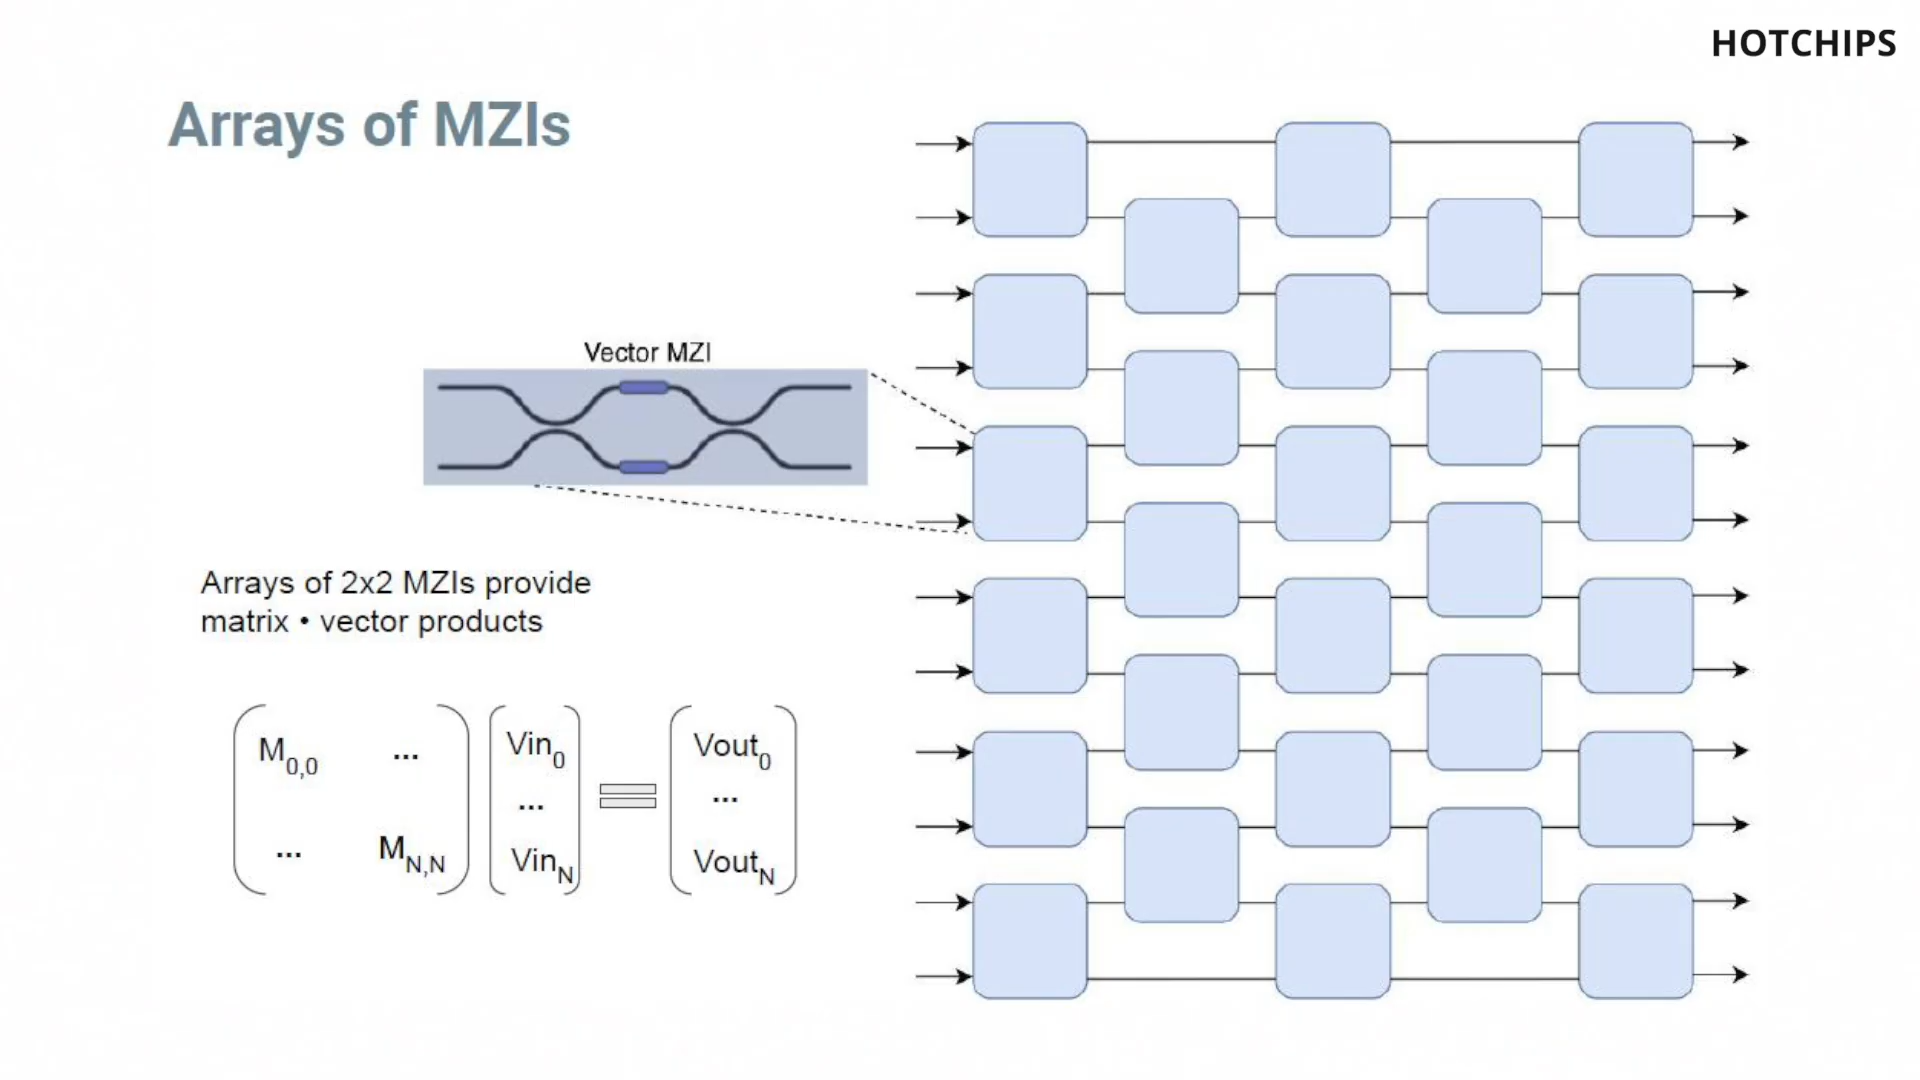 HOTCHIPS
Arrays of MZIs
Vector MZI
Arrays of 2x2 MZIs provide
matrix • vector products
M0,0 ... Vin0 Vout0
... = ...
... MN,N VinN VoutN